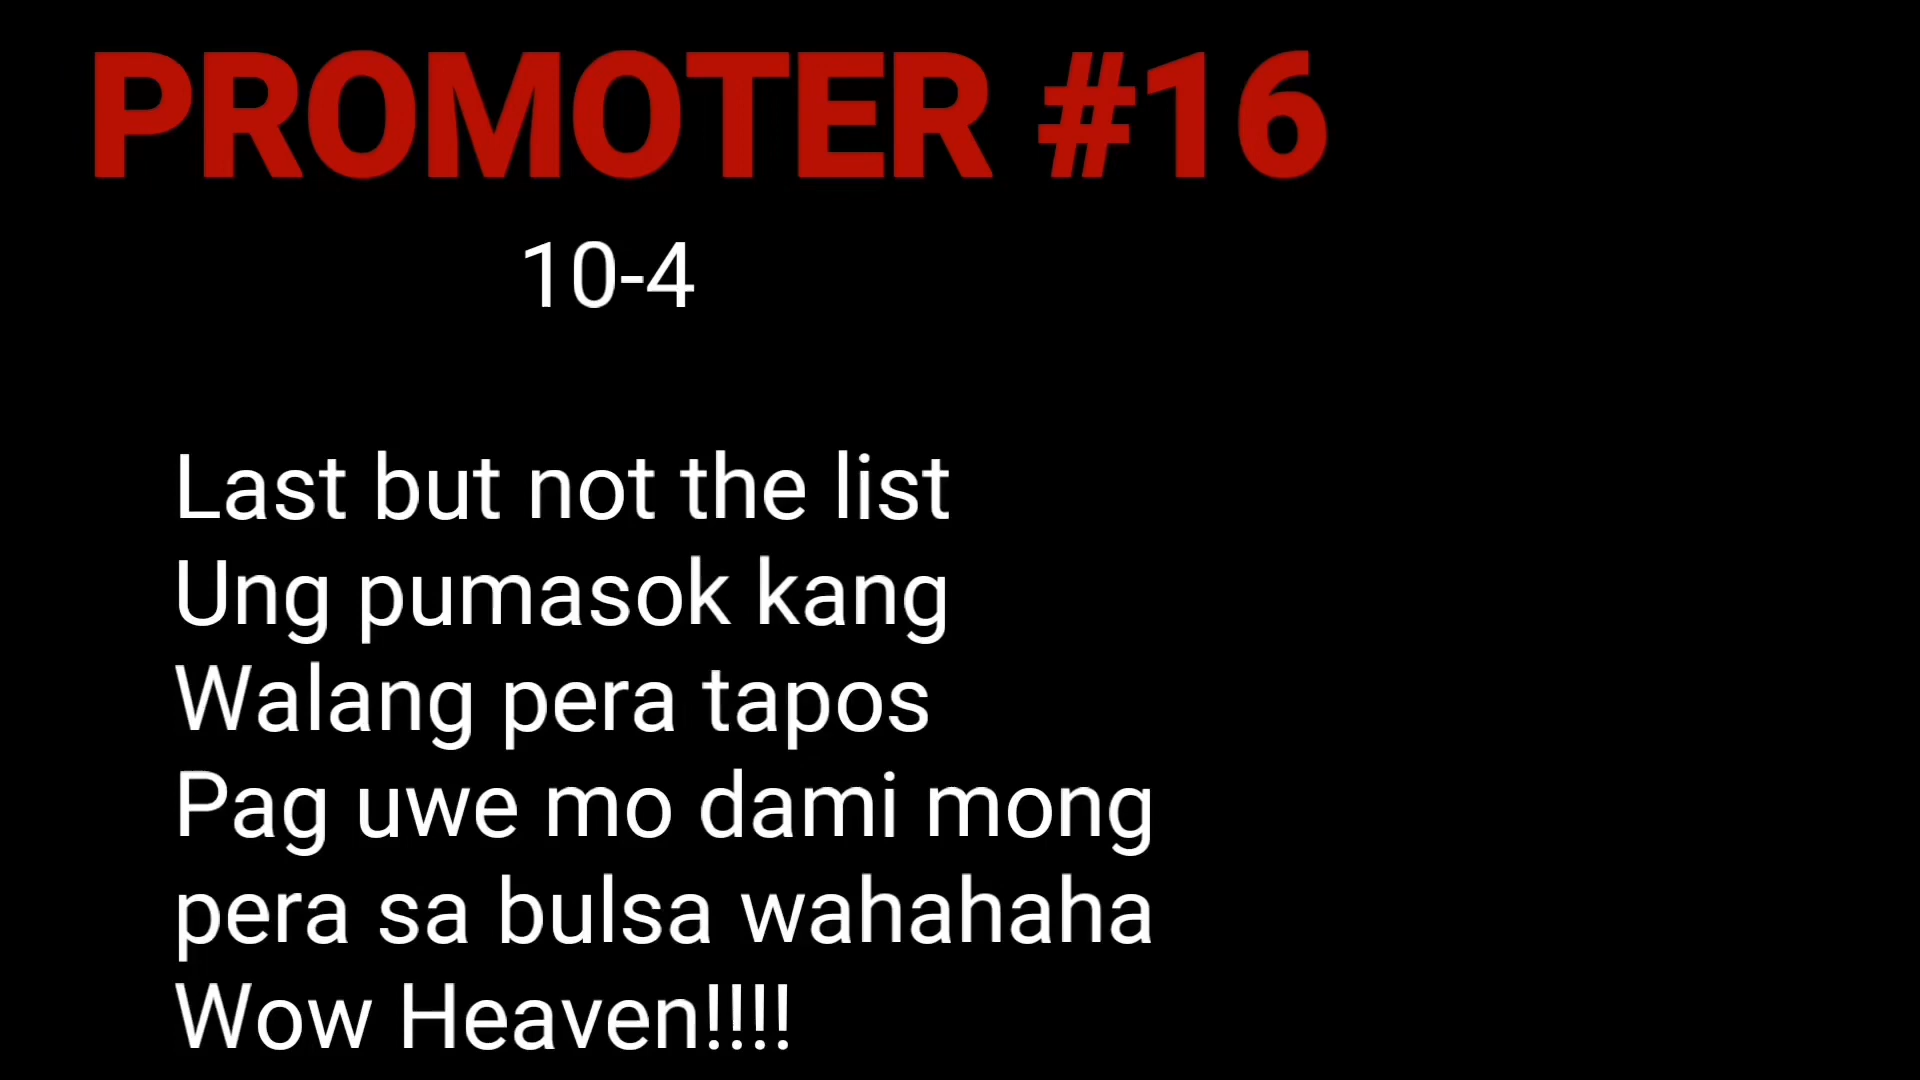 PROMOTER #16
10-4
Last but not the list
Ung pumasok kang
Walang pera tapos
Pag uwe mo dami mong
pera sa bulsa wahahaha
Wow Heaven!!!!